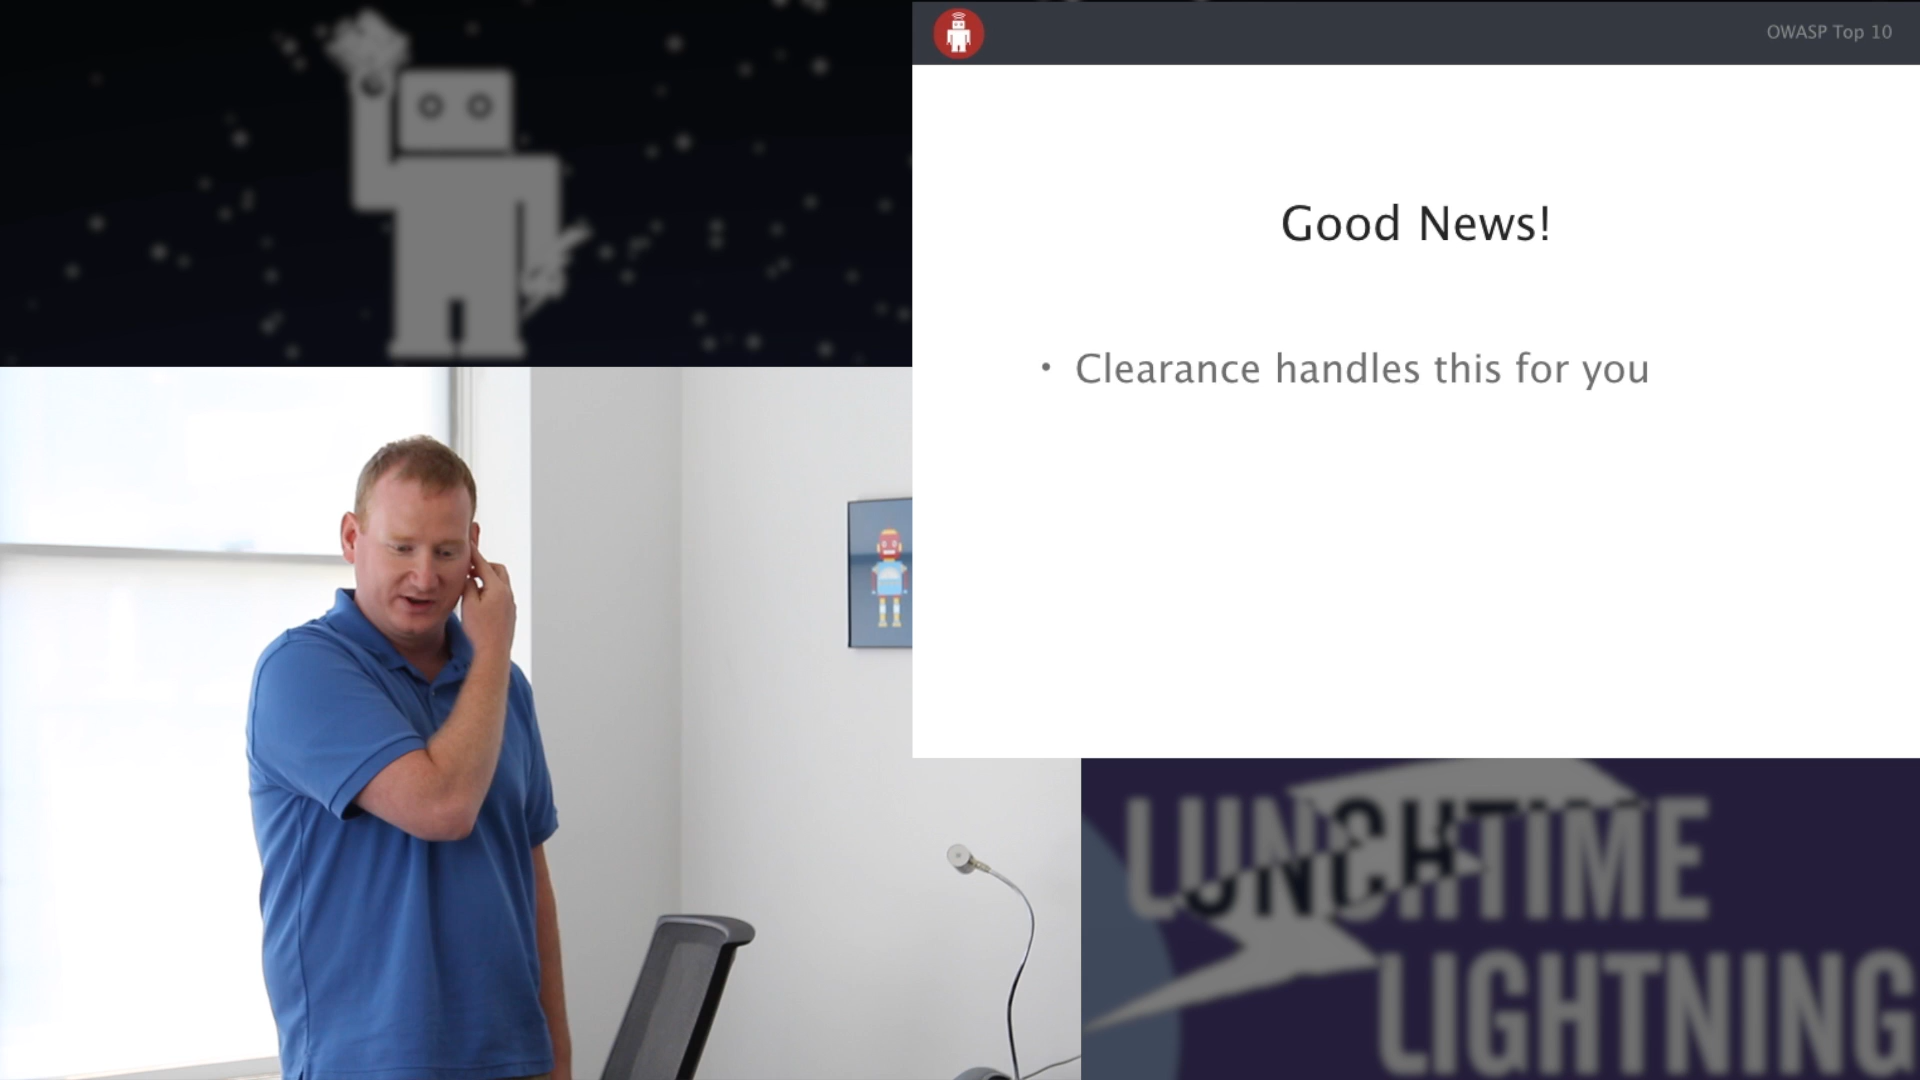 OWASP Top 10
Good News!
• Clearance handles this for you
LUNCHTIME
LIGHTNING